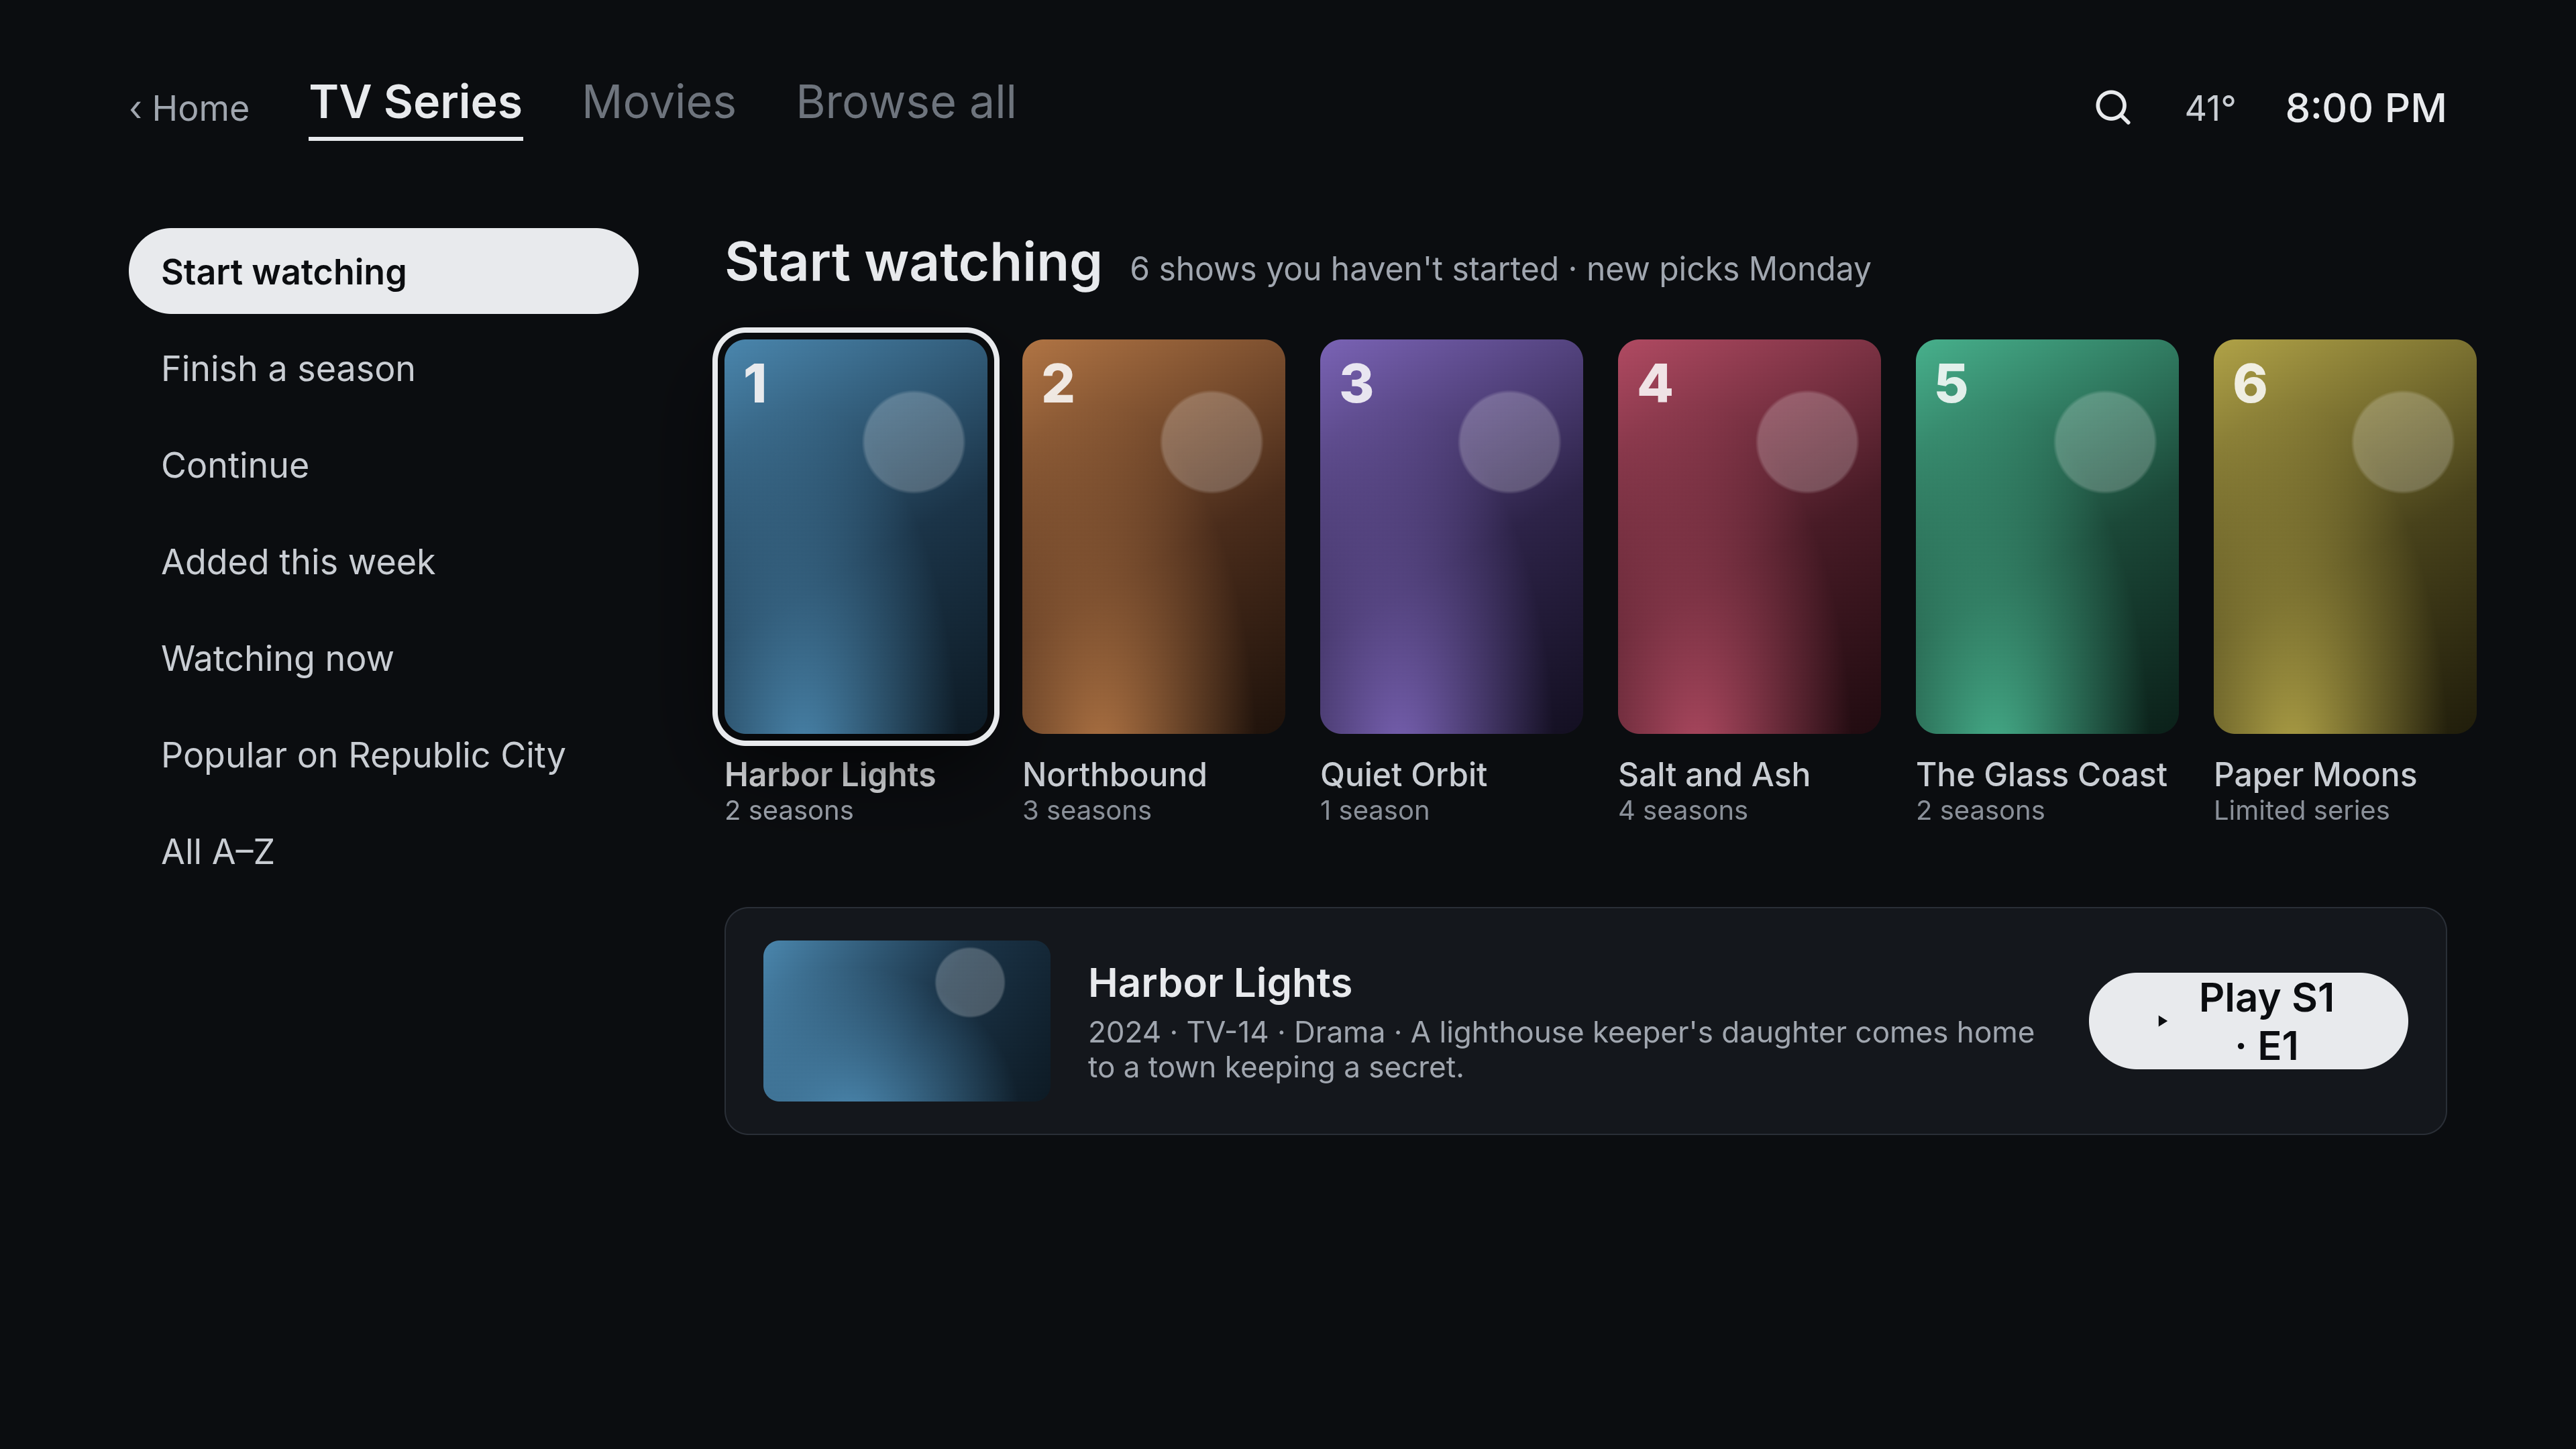 ‹ Home
TV Series
Movies
Browse all
41°
8:00 PM
Start watching
Finish a season
Continue
Added this week
Watching now
Popular on Republic City
All A–Z
Start watching
6 shows you haven't started · new picks Monday
1
2
3
4
5
6
Harbor Lights
2 seasons
Northbound
3 seasons
Quiet Orbit
1 season
Salt and Ash
4 seasons
The Glass Coast
2 seasons
Paper Moons
Limited series
Harbor Lights
2024 · TV-14 · Drama · A lighthouse keeper's daughter comes home
to a town keeping a secret.
Play S1
· E1